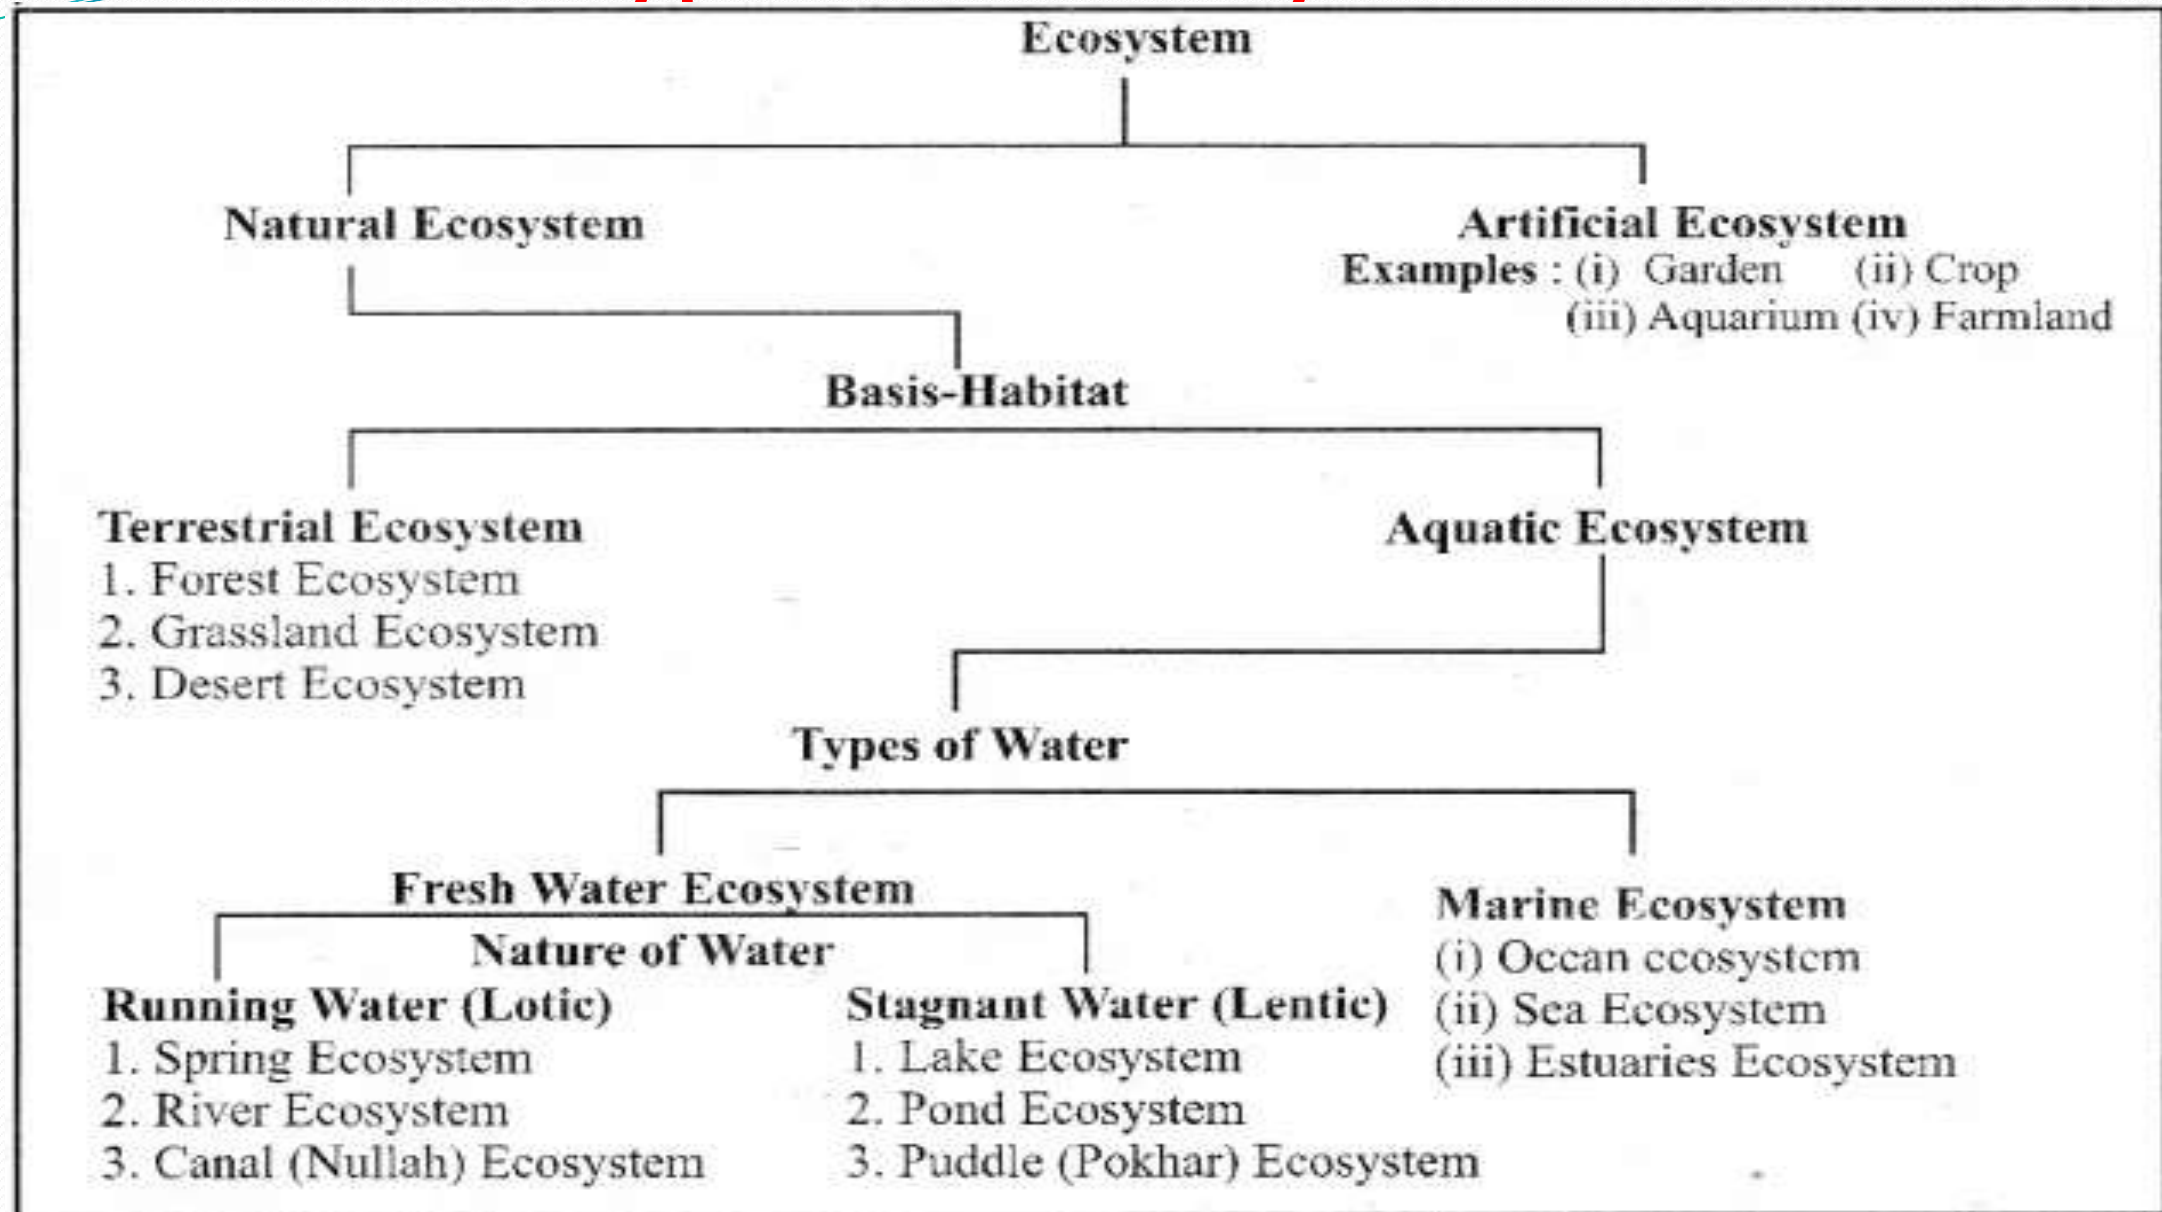 Ecosystem
Natural Ecosystem
Artificial Ecosystem
Examples : (i) Garden (ii) Crop
(iii) Aquarium (iv) Farmland
Basis-Habitat
Terrestrial Ecosystem
1. Forest Ecosystem
2. Grassland Ecosystem
3. Desert Ecosystem
Aquatic Ecosystem
Types of Water
Fresh Water Ecosystem
Nature of Water
Running Water (Lotic)
1. Spring Ecosystem
2. River Ecosystem
3. Canal (Nullah) Ecosystem
Stagnant Water (Lentic)
1. Lake Ecosystem
2. Pond Ecosystem
3. Puddle (Pokhar) Ecosystem
Marine Ecosystem
(i) Ocean ecosystem
(ii) Sea Ecosystem
(iii) Estuaries Ecosystem